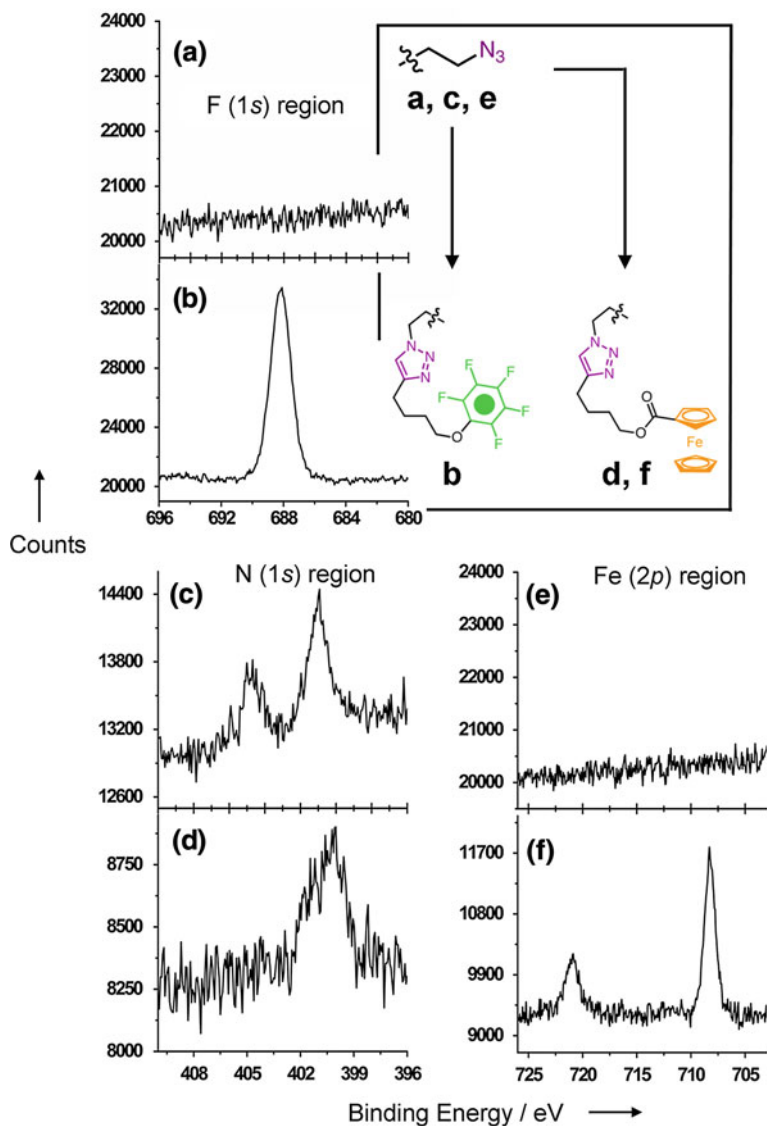 24000
(a)
23000
F (1s) region
22000
21000
20000
N₃
a, c, e
(b)
32000
28000
24000
20000
696 692 688 684 680
N N N
O
F F F F F
b
N N N
O
O
Fe
d, f
Counts
N (1s) region
(c)
14400
13800
13200
12600
(d)
8750
8500
8250
8000
408 405 402 399 396
Fe (2p) region
(e)
24000
23000
22000
21000
20000
(f)
11700
10800
9900
9000
725 720 715 710 705
Binding Energy / eV